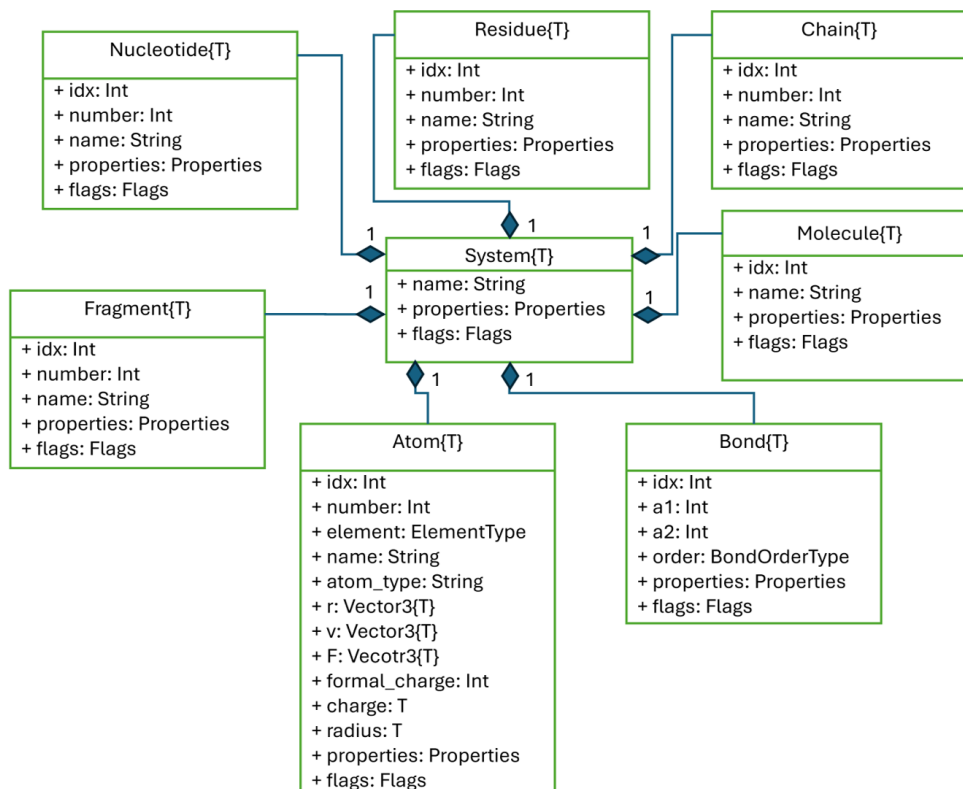 Nucleotide{T}
+ idx: Int
+ number: Int
+ name: String
+ properties: Properties
+ flags: Flags
Residue{T}
+ idx: Int
+ number: Int
+ name: String
+ properties: Properties
+ flags: Flags
Chain{T}
+ idx: Int
+ number: Int
+ name: String
+ properties: Properties
+ flags: Flags
1
1
1
System{T}
+ name: String
+ properties: Properties
+ flags: Flags
Molecule{T}
+ idx: Int
+ name: String
+ properties: Properties
+ flags: Flags
1
1
Fragment{T}
+ idx: Int
+ number: Int
+ name: String
+ properties: Properties
+ flags: Flags
1
1
Atom{T}
+ idx: Int
+ number: Int
+ element: ElementType
+ name: String
+ atom_type: String
+ r: Vector3{T}
+ v: Vector3{T}
+ F: Vecotr3{T}
+ formal_charge: Int
+ charge: T
+ radius: T
+ properties: Properties
+ flags: Flags
Bond{T}
+ idx: Int
+ a1: Int
+ a2: Int
+ order: BondOrderType
+ properties: Properties
+ flags: Flags